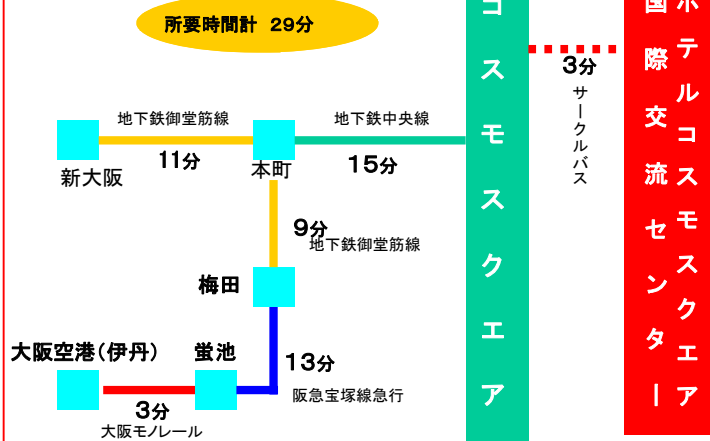 所要時間計 29分
地下鉄御堂筋線
11分
新大阪
本町
地下鉄中央線
15分
9分
地下鉄御堂筋線
梅田
大阪空港(伊丹)
蛍池
13分
阪急宝塚線急行
3分
大阪モノレール
コスモスクエア
3分
サークルバス
ホテルコスモスクエア
国際交流センター